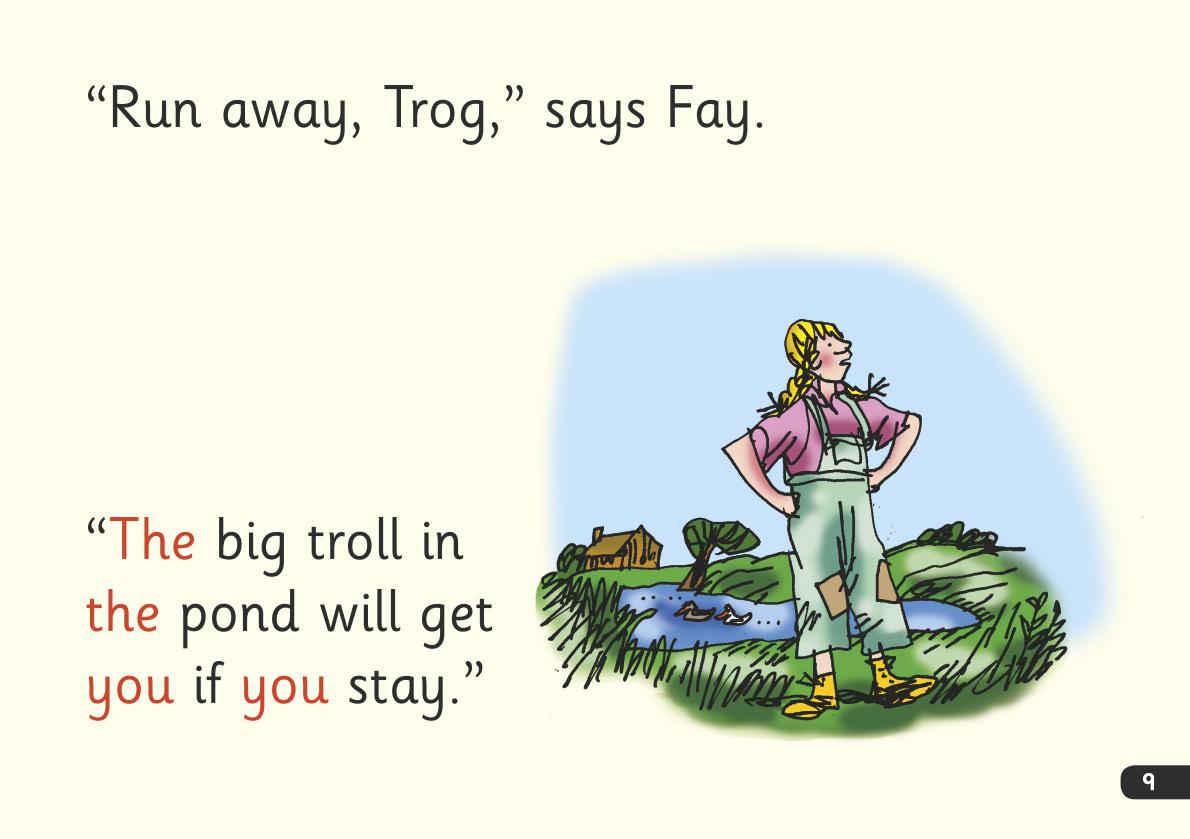 “Run away, Trog,” says Fay.
“The big troll in
the pond will get
you if you stay.”
9